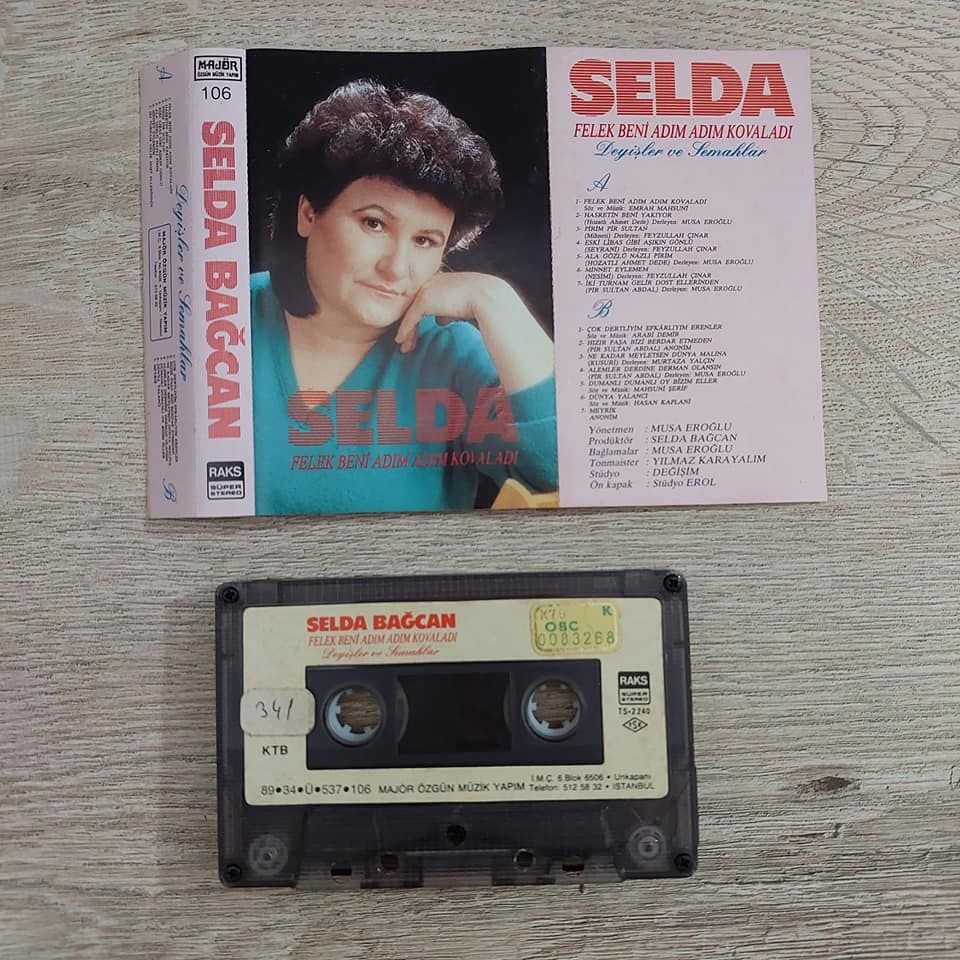 MAJÖR
ÖZGÜN MÜZİK YAPIM
106
SELDA BAĞCAN
Deyişler ve Semahlar
MAJÖR ÖZGÜN MÜZİK YAPIM
A
B
RAKS
SÜPER
STEREO
SELDA
FELEK BENİ ADIM ADIM KOVALADI
SELDA
FELEK BENİ ADIM ADIM KOVALADI
Deyişler ve Semahlar
A
1- FELEK BENİ ADIM ADIM KOVALADI
Söz ve Müzik: EMRAH MAHSUNİ
2- HASRETİN BENİ YAKIYOR
(Hozatlı Ahmet Dede) Derleyen: MUSA EROĞLU
3- PİRİM PİR SULTAN
(Mihneti) Derleyen: FEYZULLAH ÇINAR
4- ESKİ LİBAS GİBİ AŞIKIN GÖNLÜ
(SEYRANİ) Derleyen: FEYZULLAH ÇINAR
5- ALA GÖZLÜ NAZLI PİRİM
(HOZATLI AHMET DEDE) Derleyen: MUSA EROĞLU
6- MİNNET EYLEMEM
(NESİMİ) Derleyen: FEYZULLAH ÇINAR
7- İKİ TURNAM GELİR DOST ELLERİNDEN
(PİR SULTAN ABDAL) Derleyen: MUSA EROĞLU
B
1- ÇOK DERTLİYİM EFKÂRLIYIM ERENLER
Söz ve Müzik: ARABİ DEMİR
2- HIZIR PAŞA BİZİ BERDAR ETMEDEN
(PİR SULTAN ABDAL) ANONİM
3- NE KADAR MEYLETSEN DÜNYA MALINA
(KUSURİ) Derleyen: MURTAZA YALÇIN
4- ALEMLER DERDİNE DERMAN OLANSIN
(PİR SULTAN ABDAL) Derleyen: MUSA EROĞLU
5- DUMANLI DUMANLI OY BİZİM ELLER
Söz ve Müzik: MAHSUNİ ŞERİF
6- DÜNYA YALANCI
Söz ve Müzik: HASAN KAPLANİ
7- MEYRİK
ANONİM
Yönetmen : MUSA EROĞLU
Prodüktör : SELDA BAĞCAN
Bağlamalar : MUSA EROĞLU
Tonmaister : YILMAZ KARAYALIM
Stüdyo : DEĞİŞİM
Ön kapak : Stüdyo EROL
SELDA BAĞCAN
FELEK BENİ ADIM ADIM KOVALADI
Deyişler ve Semahlar
K79 K
OBC
0083268
341
KTB
RAKS
SÜPER
STEREO
TS-2240
TSE
I.M.Ç. 6.Blok 6506 • Unkapanı
89•34•Ü•537•106 MAJÖR ÖZGÜN MÜZİK YAPIM Telefon: 512 58 32 • İSTANBUL